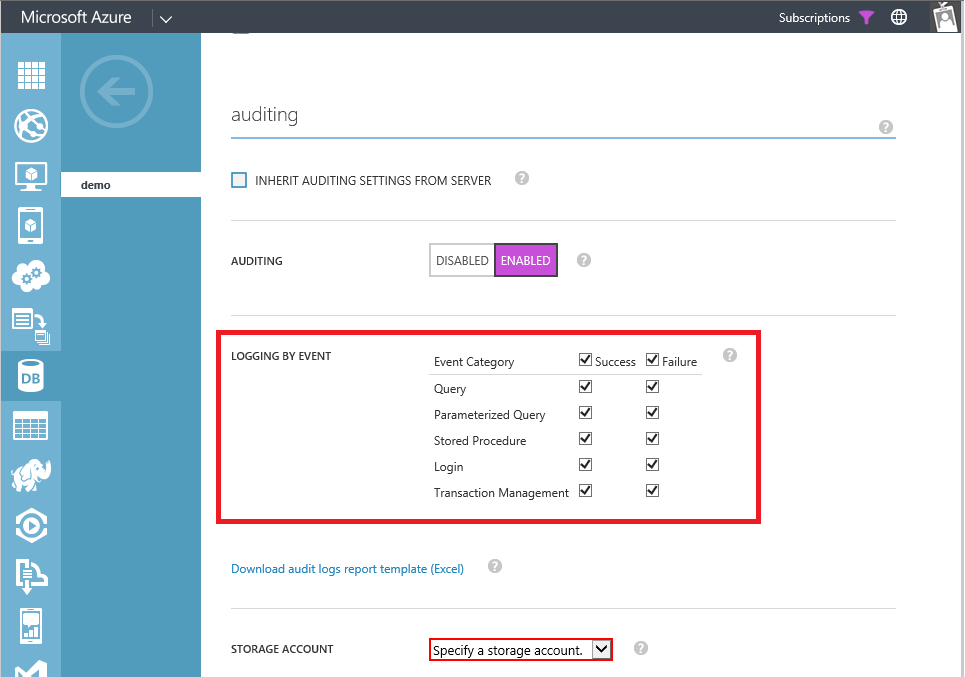 Microsoft Azure Subscriptions
auditing
?
demo
INHERIT AUDITING SETTINGS FROM SERVER ?
AUDITING DISABLED ENABLED ?
LOGGING BY EVENT Event Category Success Failure ?
Query
Parameterized Query
Stored Procedure
Login
Transaction Management
DB
Download audit logs report template (Excel) ?
STORAGE ACCOUNT Specify a storage account. ?